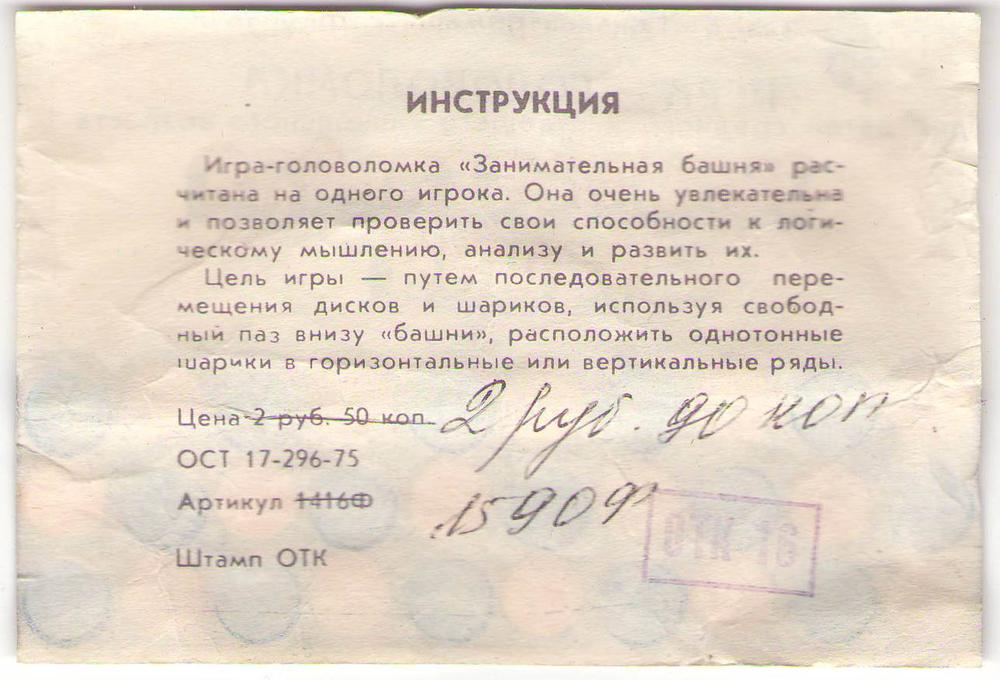 ИНСТРУКЦИЯ
Игра-головоломка «Занимательная башня» рас-
читана на одного игрока. Она очень увлекательна
и позволяет проверить свои способности к логи-
ческому мышлению, анализу и развить их.
Цель игры — путем последовательного пере-
мещения дисков и шариков, используя свобод-
ный паз внизу «башни», расположить однотонные
шарики в горизонтальные или вертикальные ряды.
Цена 2 руб. 50 коп. 2 руб. 90 коп
ОСТ 17-296-75
Артикул 1416Ф 1590Ф
Штамп ОТК
ОТК 16